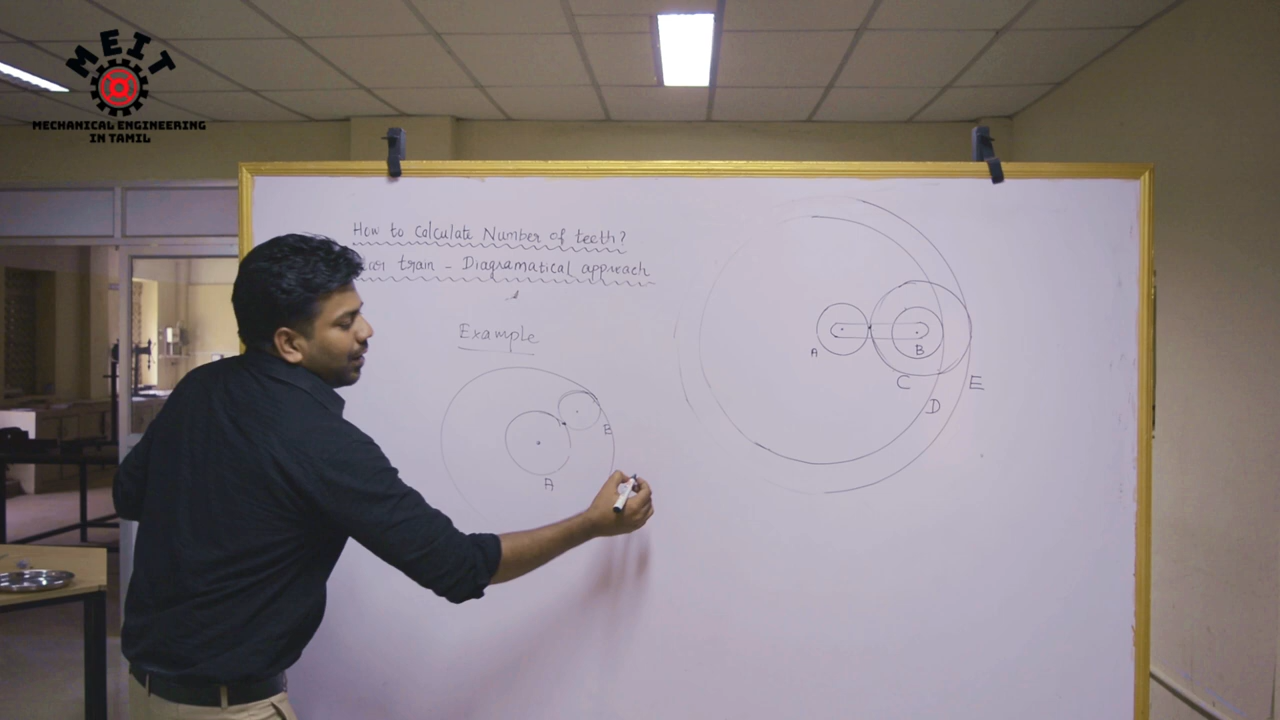 MEIT
MECHANICAL ENGINEERING
IN TAMIL
How to Calculate Number of teeth?
train - Diagramatical approach
Example
A
B
A
B
C
D
E